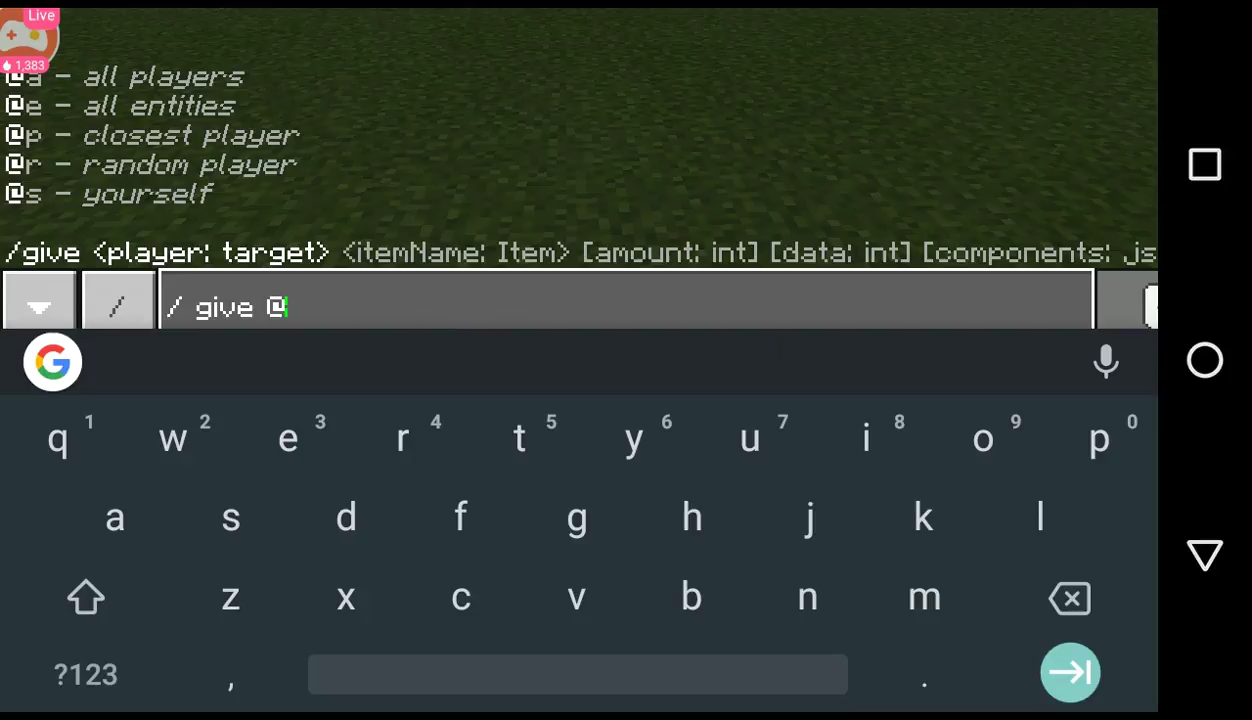 Live
1,383
@a - all players
@e - all entities
@p - closest player
@r - random player
@s - yourself
/give <player: target> <itemName: Item> [amount: int] [data: int] [components: .js
/
/ give @
G
q 1 w 2 e 3 r 4 t 5 y 6 u 7 i 8 o 9 p 0
a s d f g h j k l
z x c v b n m
?123 , .